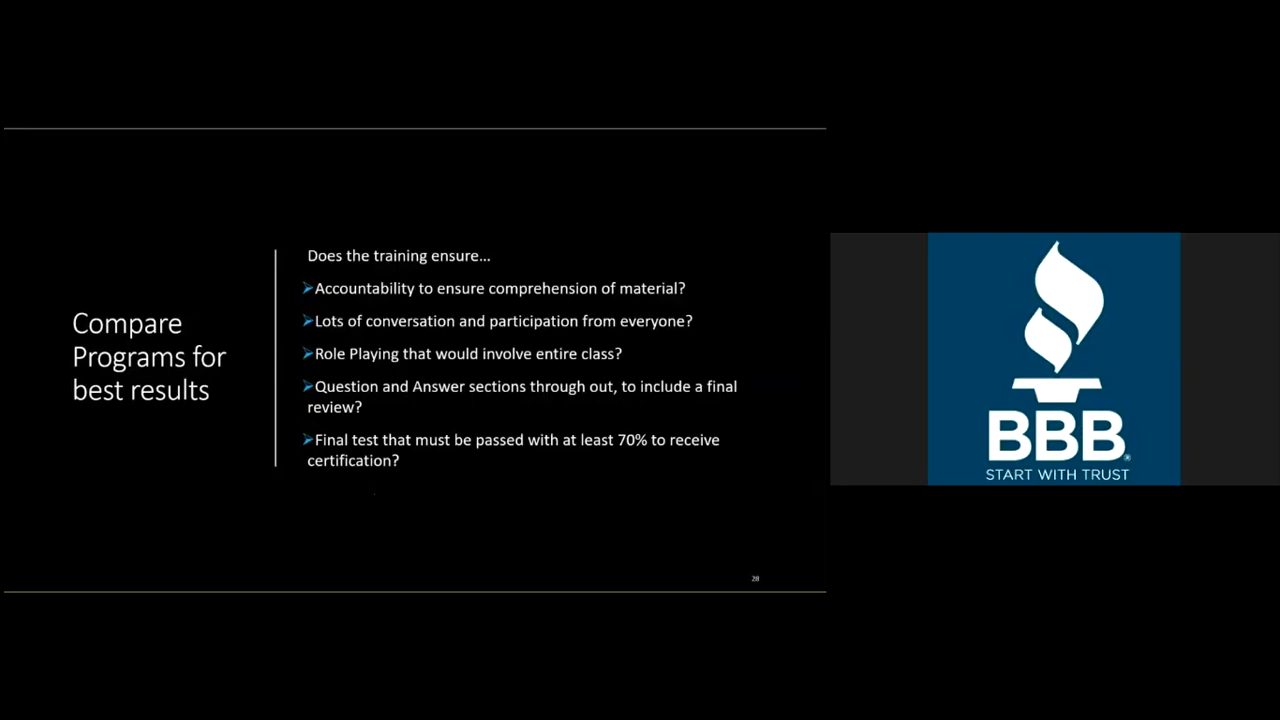 Compare
Programs for
best results
Does the training ensure...
➢Accountability to ensure comprehension of material?
➢Lots of conversation and participation from everyone?
➢Role Playing that would involve entire class?
➢Question and Answer sections through out, to include a final
review?
➢Final test that must be passed with at least 70% to receive
certification?
28
BBB®
START WITH TRUST